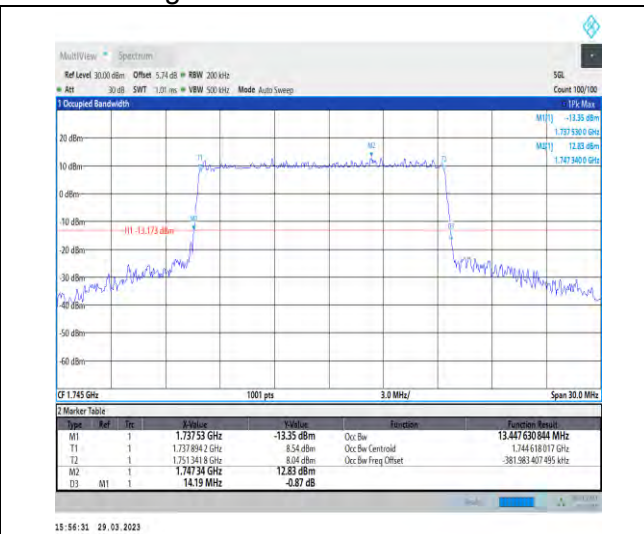 MultiView Spectrum
Ref Level 30.00 dBm Offset 5.74 dB RBW 200 kHz SGL
Att 30 dB SWT 1.01 ms VBW 500 kHz Mode Auto Sweep Count 100/100
1 Occupied Bandwidth 1Pk Max
M1[1] -13.35 dBm
1.737 530 0 GHz
M2[1] 12.83 dBm
1.747 340 0 GHz
20 dBm
M2
T1 T2
10 dBm
0 dBm
-10 dBm
M1
H1 -13.173 dBm
D3
-20 dBm
-30 dBm
-40 dBm
-50 dBm
-60 dBm
CF 1.745 GHz 1001 pts 3.0 MHz/ Span 30.0 MHz
2 Marker Table
Type Ref Trc X-Value Y-Value Function Function Result
M1 1 1.737 53 GHz -13.35 dBm Occ Bw 13.447 630 844 MHz
T1 1 1.737 894 2 GHz 8.54 dBm Occ Bw Centroid 1.744 618 017 GHz
T2 1 1.751 341 8 GHz 8.04 dBm Occ Bw Freq Offset -381.983 407 495 kHz
M2 1 1.747 34 GHz 12.83 dBm
D3 M1 1 14.19 MHz -0.87 dB
15:56:31 29.03.2023